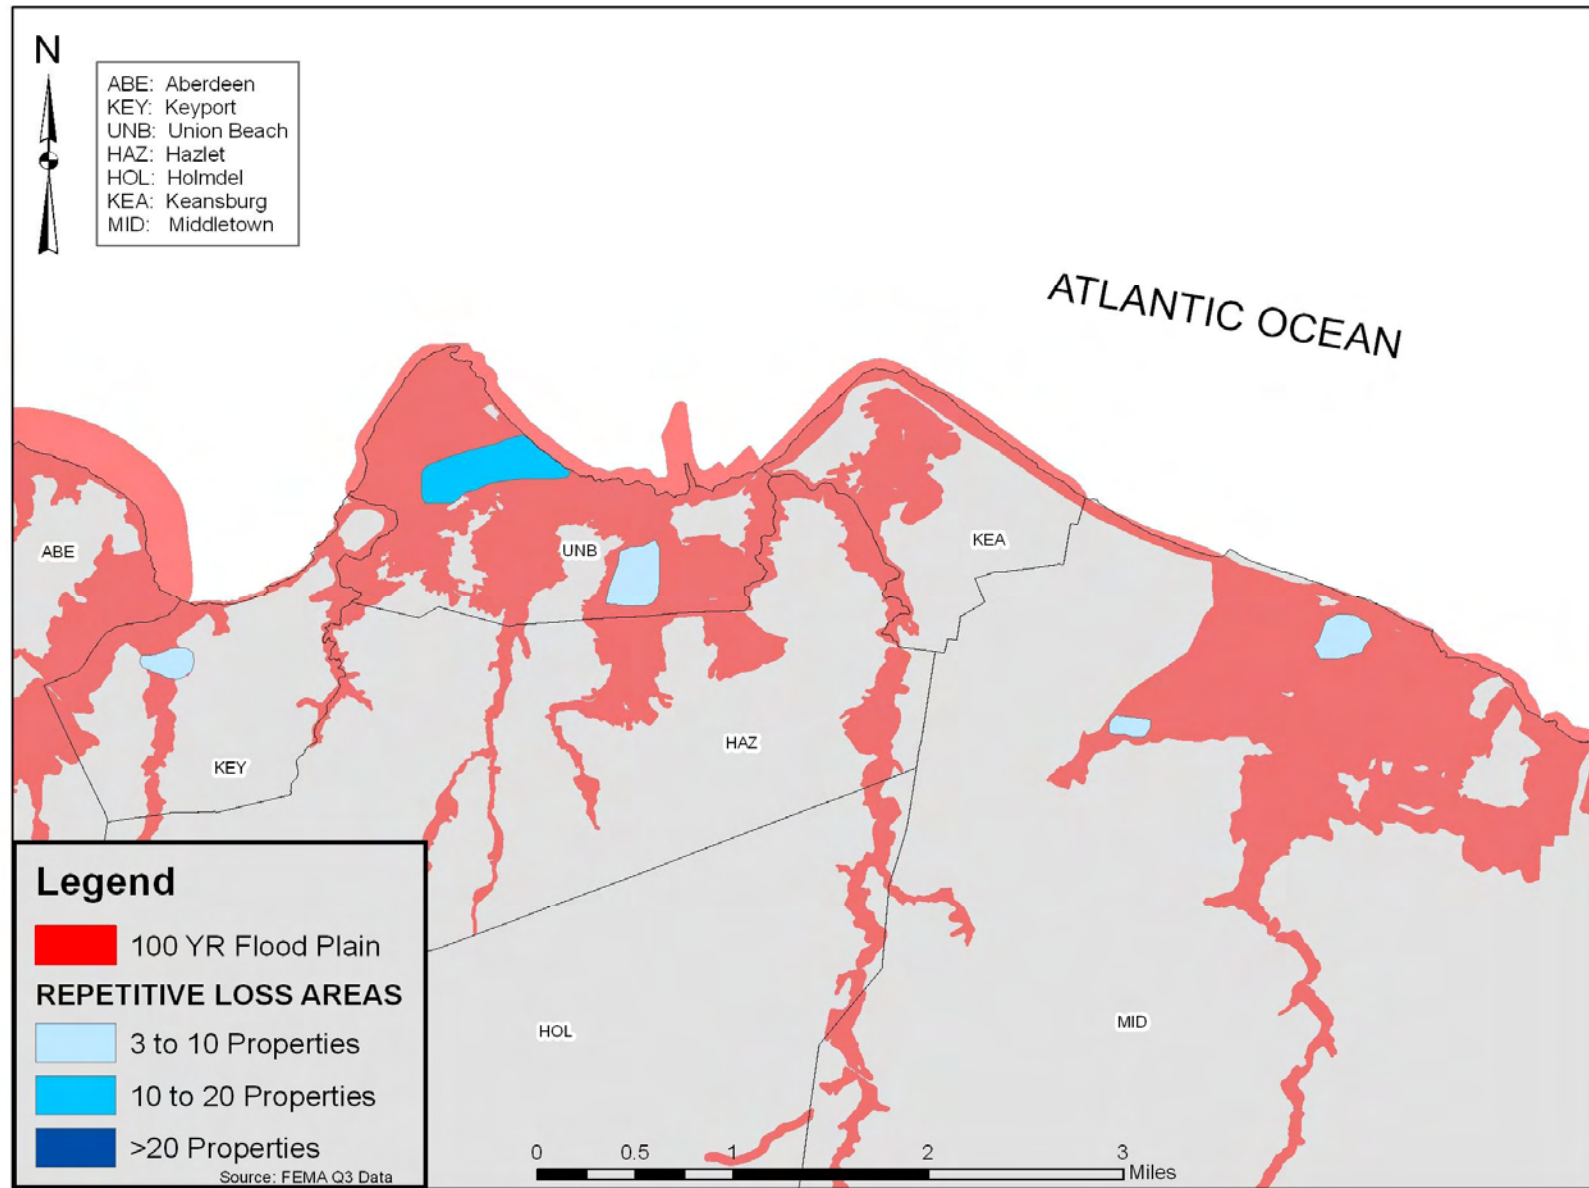 N
ABE: Aberdeen
KEY: Keyport
UNB: Union Beach
HAZ: Hazlet
HOL: Holmdel
KEA: Keansburg
MID: Middletown
ATLANTIC OCEAN
ABE
UNB
KEA
HAZ
KEY
HOL
MID
Legend
100 YR Flood Plain
REPETITIVE LOSS AREAS
3 to 10 Properties
10 to 20 Properties
>20 Properties
Source: FEMA Q3 Data
0 0.5 1 2 3
Miles